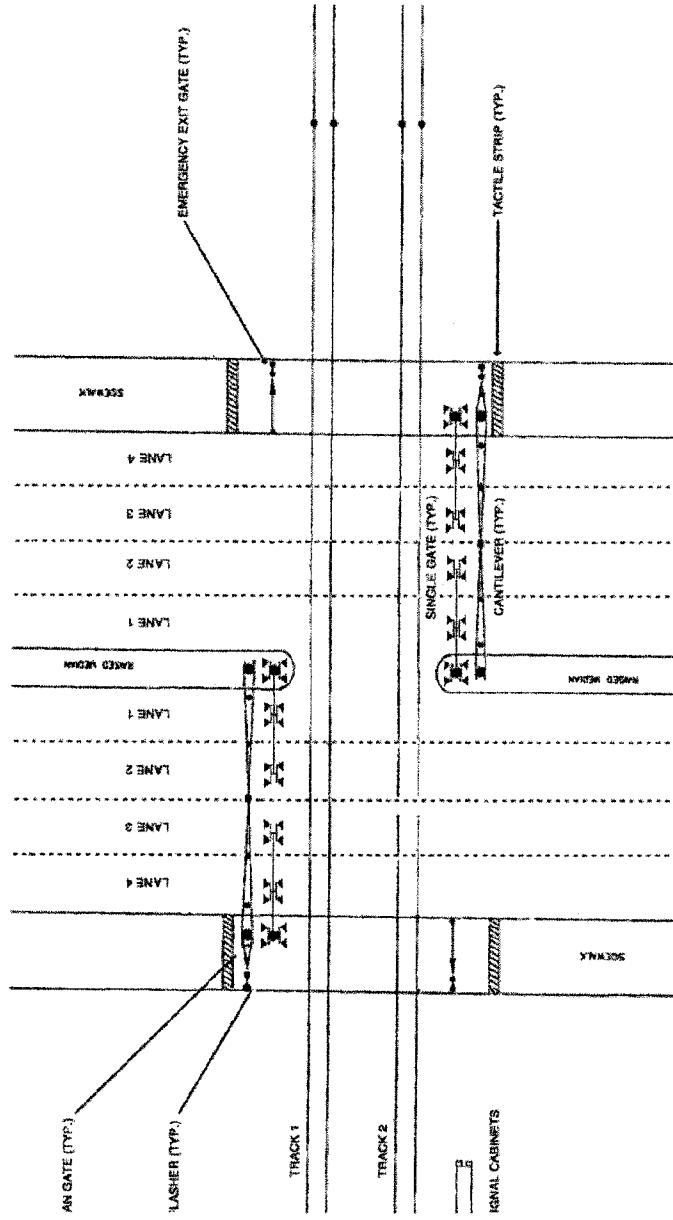 EMERGENCY EXIT GATE (TYP.)
TACTILE STRIP (TYP.)
SIDEWALK
LANE 4
LANE 3
LANE 2
LANE 1
SINGLE GATE (TYP.)
CANTILEVER (TYP.)
RAISED MEDIAN
RAISED MEDIAN
LANE 1
LANE 2
LANE 3
LANE 4
SIDEWALK
AN GATE (TYP.)
LASHER (TYP.)
TRACK 1
TRACK 2
IGNAL CABINETS